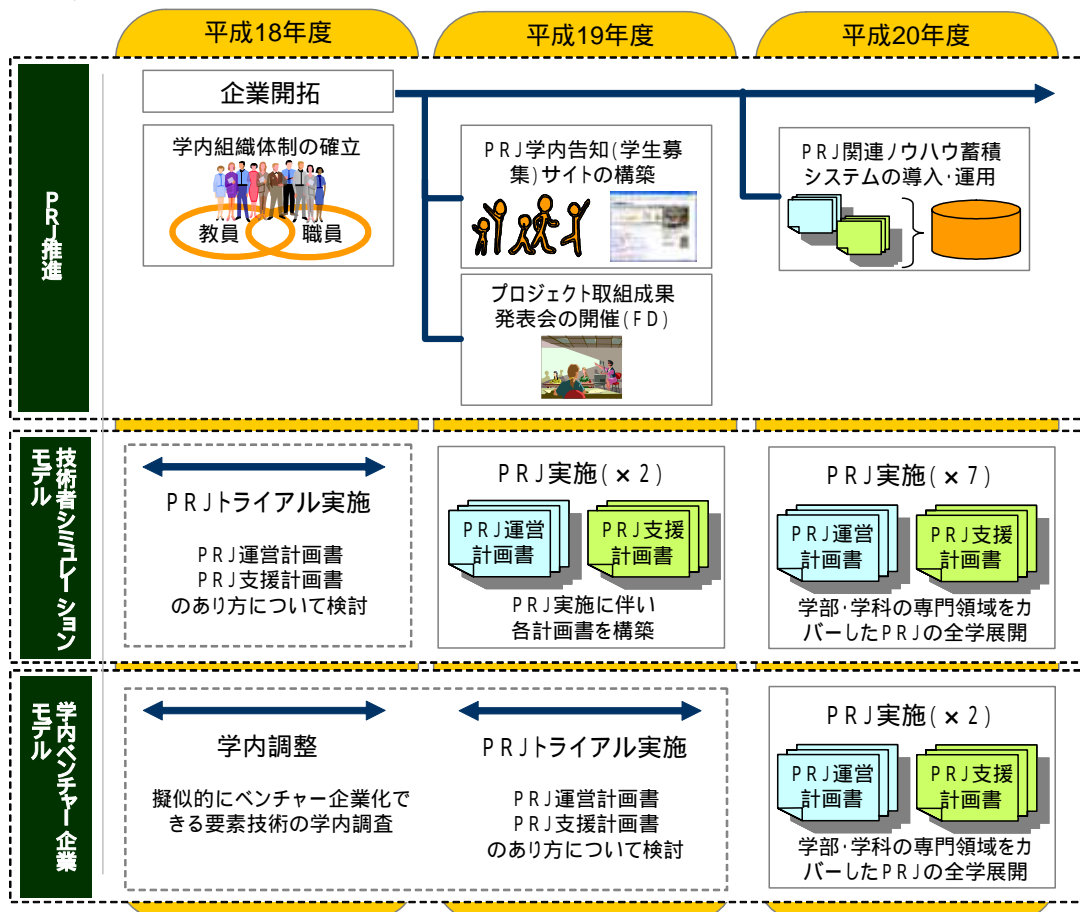 平成18年度
平成19年度
平成20年度
PRJ推進
企業開拓
学内組織体制の確立
教員
職員
PRJ学内告知(学生募
集)サイトの構築
プロジェクト取組成果
発表会の開催(FD)
PRJ関連ノウハウ蓄積
システムの導入・運用
技術者シミュレーション
モデル
PRJトライアル実施
PRJ運営計画書
PRJ支援計画書
のあり方について検討
PRJ実施(×2)
PRJ運営
計画書
PRJ支援
計画書
PRJ実施に伴い
各計画書を構築
PRJ実施(×7)
PRJ運営
計画書
PRJ支援
計画書
学部・学科の専門領域をカ
バーしたPRJの全学展開
学内ベンチャー企業
モデル
学内調整
擬似的にベンチャー企業化で
きる要素技術の学内調査
PRJトライアル実施
PRJ運営計画書
PRJ支援計画書
のあり方について検討
PRJ実施(×2)
PRJ運営
計画書
PRJ支援
計画書
学部・学科の専門領域をカ
バーしたPRJの全学展開